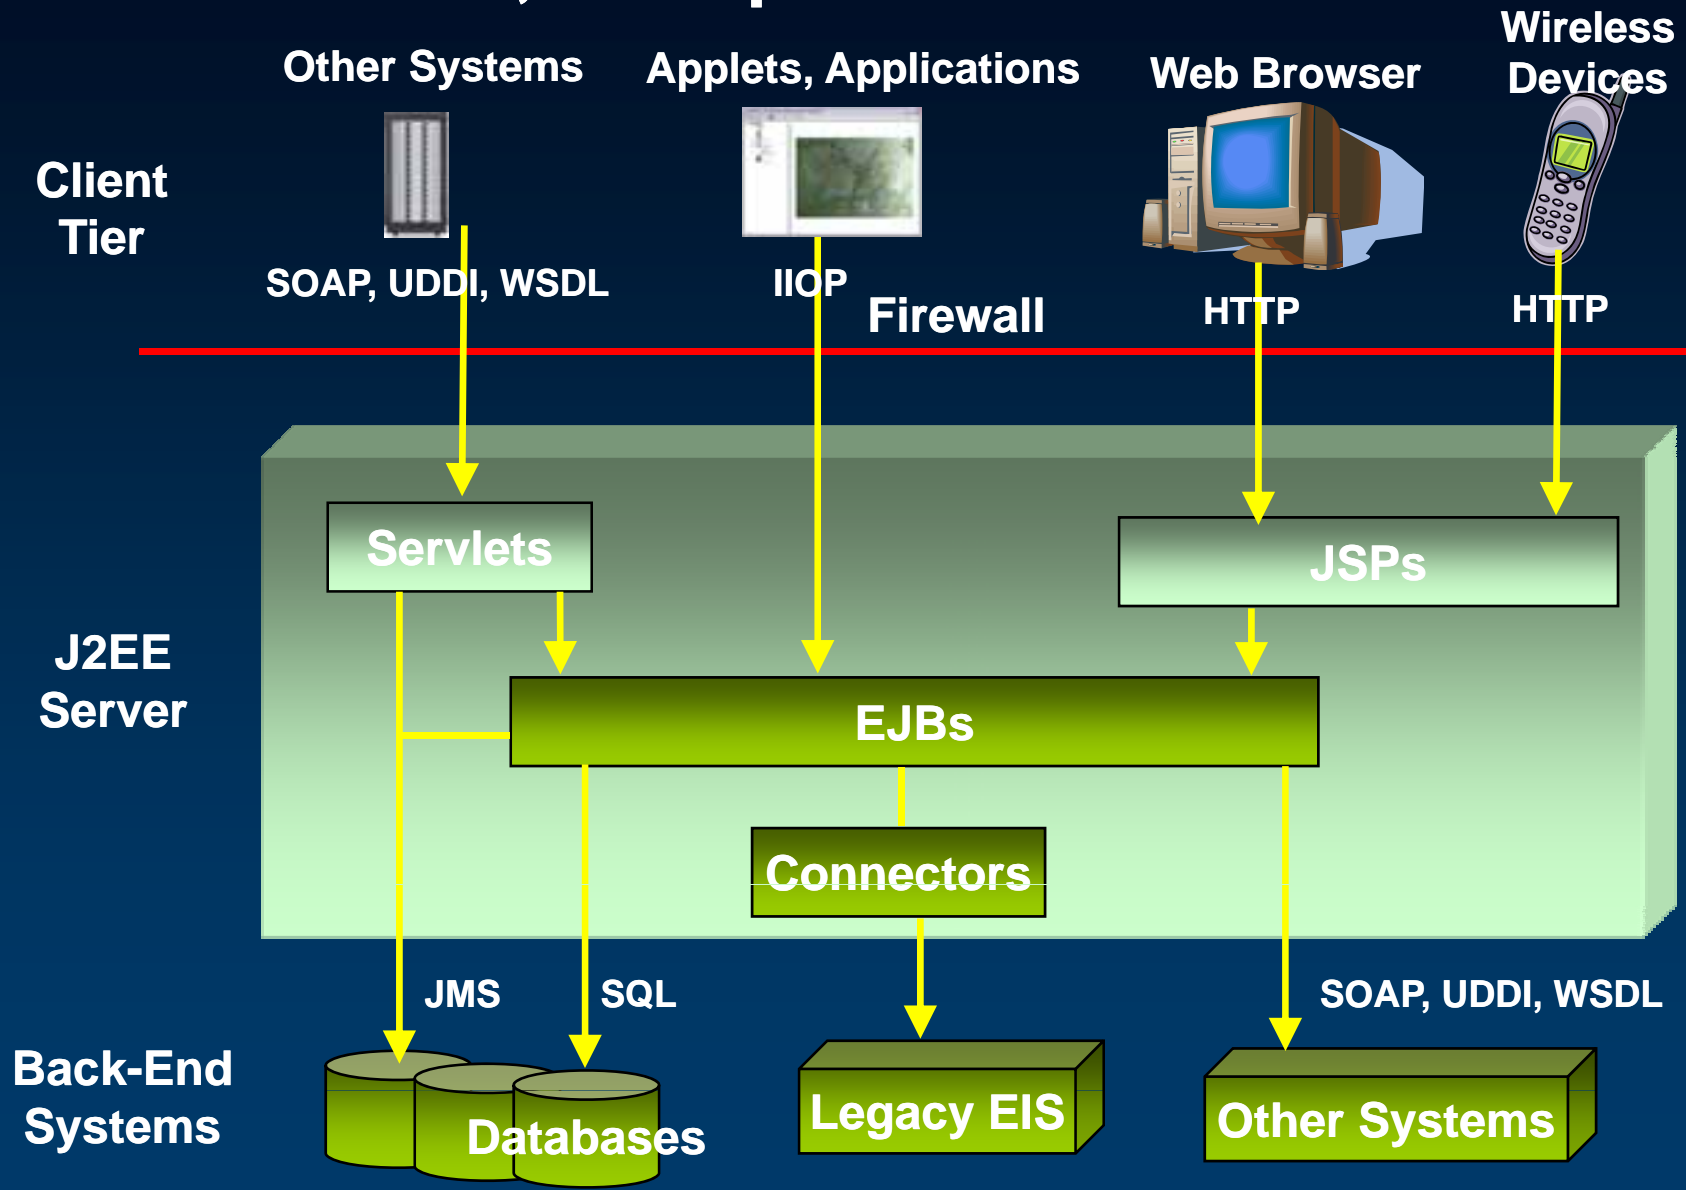 Other Systems
Applets, Applications
Web Browser
Wireless
Devices
Client
Tier
SOAP, UDDI, WSDL
IIOP
Firewall
HTTP
HTTP
Servlets
JSPs
J2EE
Server
EJBs
Connectors
JMS
SQL
SOAP, UDDI, WSDL
Back-End
Systems
Databases
Legacy EIS
Other Systems